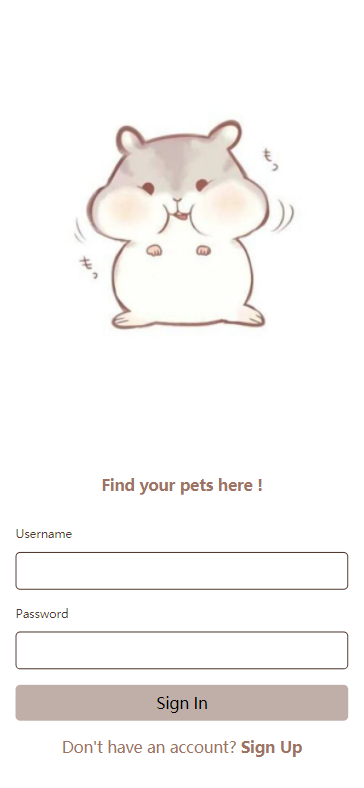 もっ
もっ
Find your pets here !
Username
Password
Sign In
Don't have an account? Sign Up